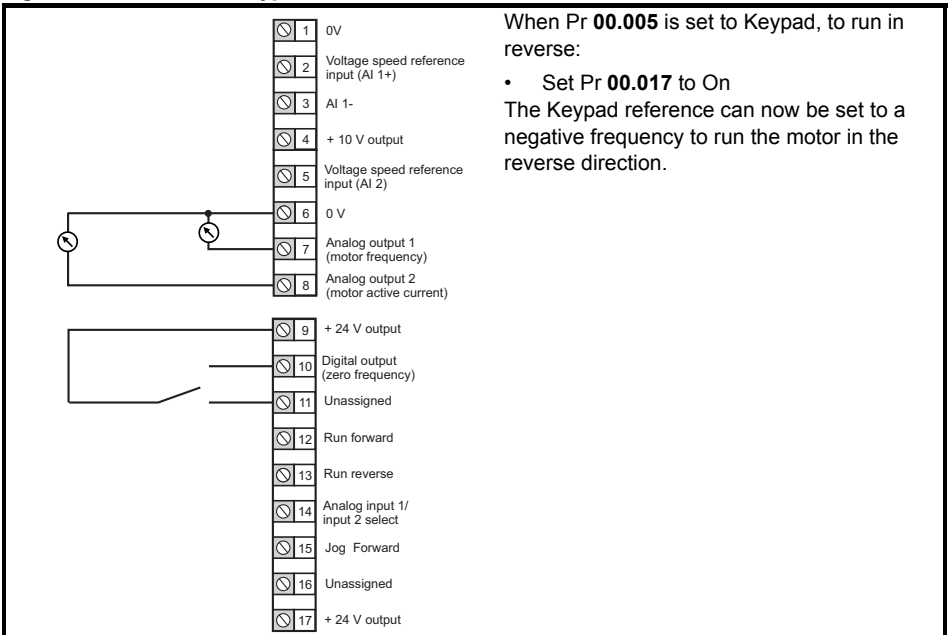 1 0V
2 Voltage speed reference
input (AI 1+)
3 AI 1-
4 + 10 V output
5 Voltage speed reference
input (AI 2)
6 0 V
7 Analog output 1
(motor frequency)
8 Analog output 2
(motor active current)
9 + 24 V output
10 Digital output
(zero frequency)
11 Unassigned
12 Run forward
13 Run reverse
14 Analog input 1/
input 2 select
15 Jog Forward
16 Unassigned
17 + 24 V output
When Pr 00.005 is set to Keypad, to run in
reverse:
• Set Pr 00.017 to On
The Keypad reference can now be set to a
negative frequency to run the motor in the
reverse direction.